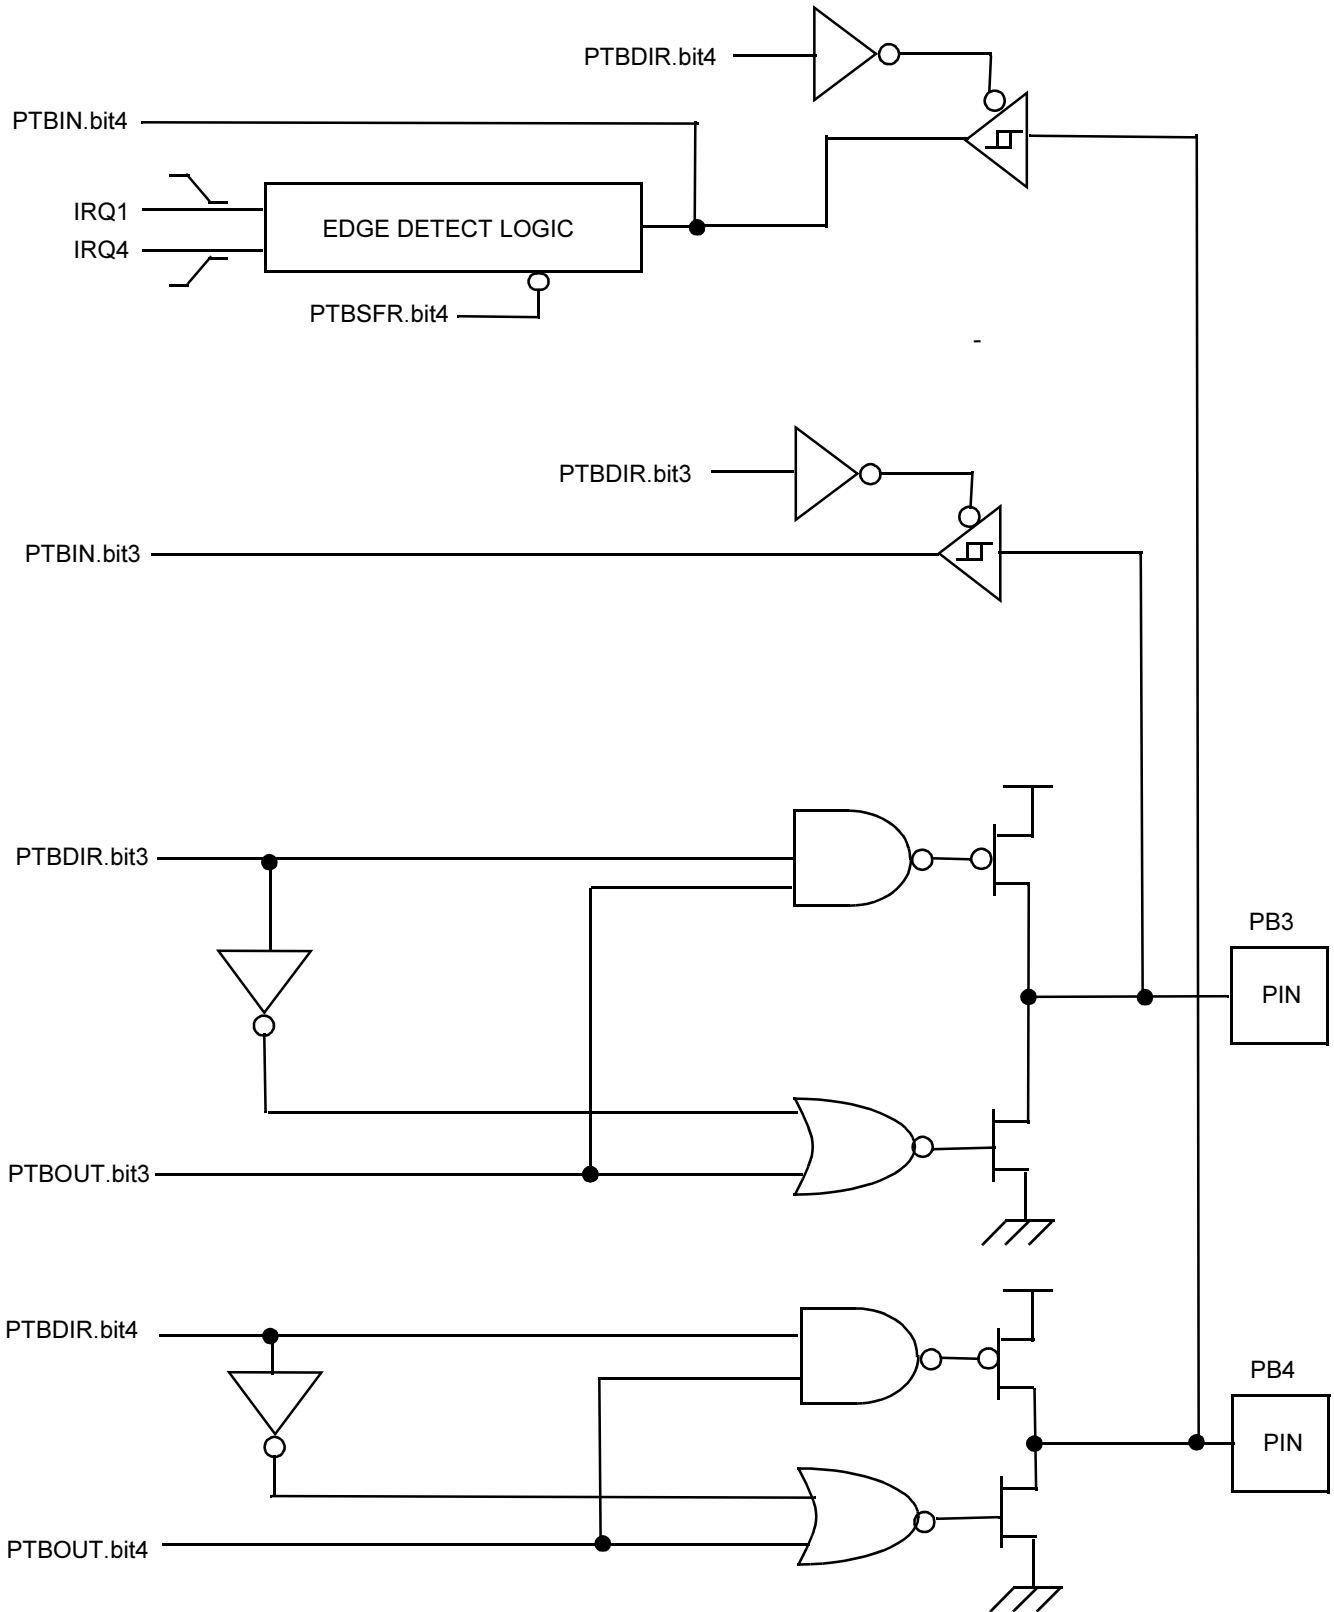 PTBDIR.bit4
PTBIN.bit4
IRQ1
EDGE DETECT LOGIC
IRQ4
PTBSFR.bit4
-
PTBDIR.bit3
PTBIN.bit3
PTBDIR.bit3
PB3
PIN
PTBOUT.bit3
PTBDIR.bit4
PB4
PIN
PTBOUT.bit4